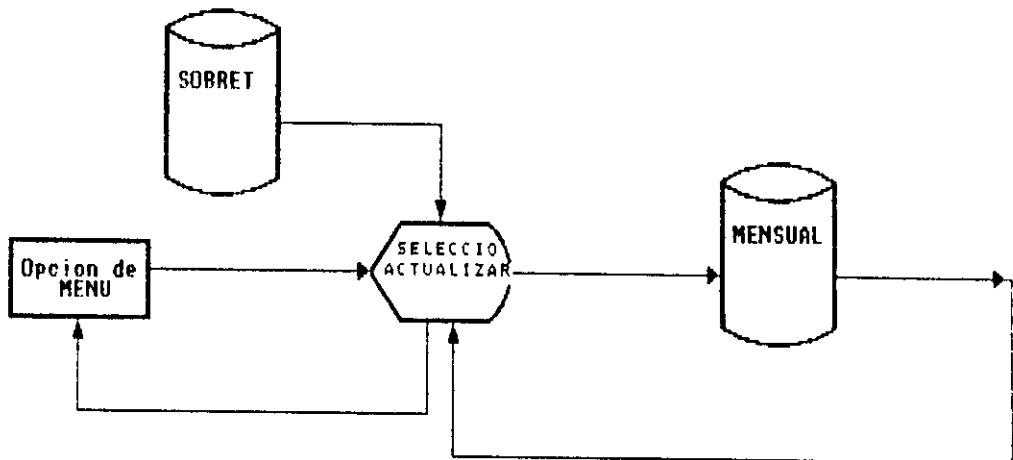 SOBRET
MENSUAL
Opcion de
MENU
SELECCIO
ACTUALIZAR